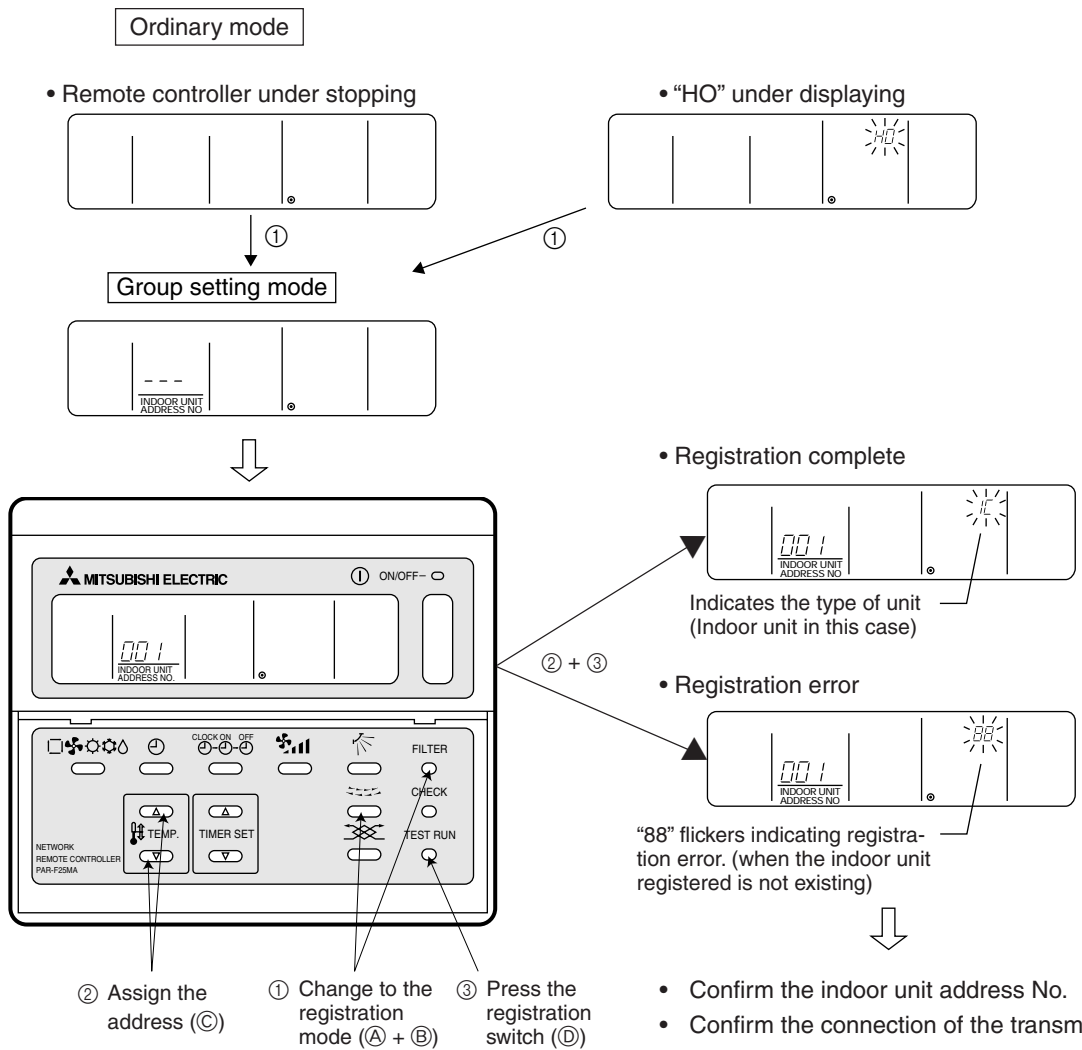 Ordinary mode
• Remote controller under stopping
• “HO” under displaying
HO
①
①
Group setting mode
- - -
INDOOR UNIT
ADDRESS NO
• Registration complete
IC
001
INDOOR UNIT
ADDRESS NO
Indicates the type of unit
(Indoor unit in this case)
MITSUBISHI ELECTRIC
ON/OFF
001
INDOOR UNIT
ADDRESS NO.
② + ③
• Registration error
88
001
INDOOR UNIT
ADDRESS NO
“88” flickers indicating registra-
tion error. (when the indoor unit
registered is not existing)
CLOCK ON OFF
FILTER
CHECK
TEMP.
TIMER SET
TEST RUN
NETWORK
REMOTE CONTROLLER
PAR-F25MA
② Assign the
address (Ⓒ)
① Change to the
registration
mode (Ⓐ + Ⓑ)
③ Press the
registration
switch (Ⓓ)
• Confirm the indoor unit address No.
• Confirm the connection of the transm